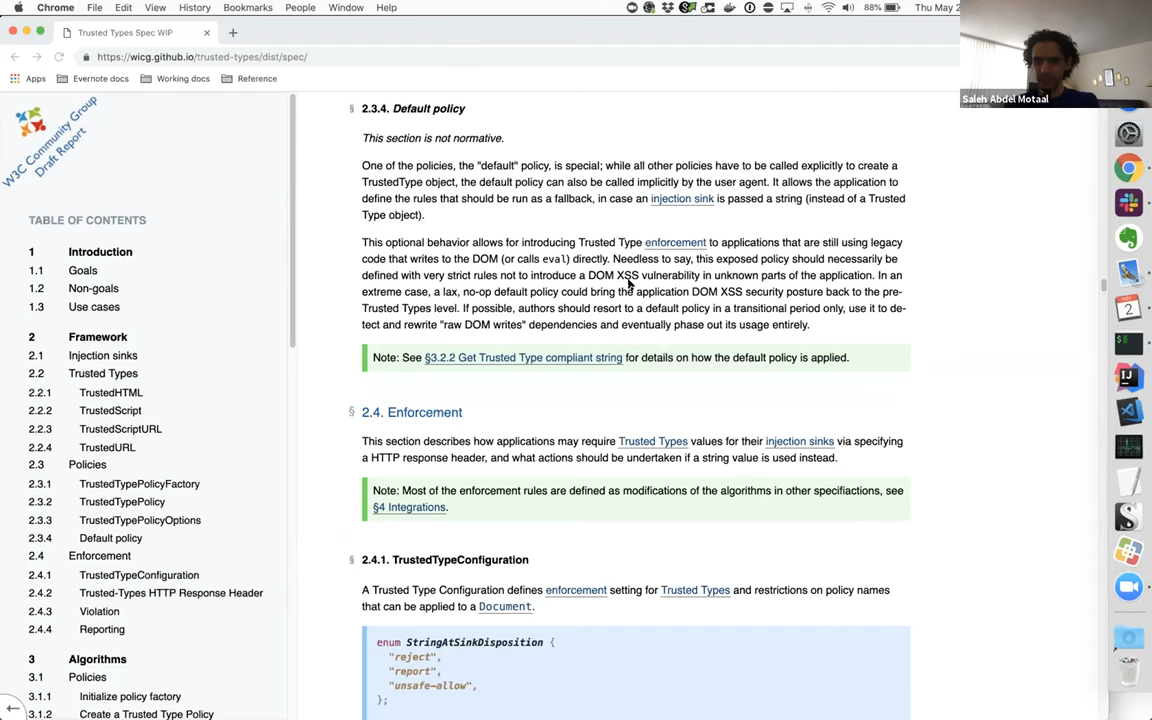 Chrome File Edit View History Bookmarks People Window Help
88% Thu May 2
Trusted Types Spec WIP
https://wicg.github.io/trusted-types/dist/spec/
Apps Evernote docs Working docs Reference
Saleh Abdel Motaal
W3C Community Group
Draft Report
TABLE OF CONTENTS
1 Introduction
1.1 Goals
1.2 Non-goals
1.3 Use cases
2 Framework
2.1 Injection sinks
2.2 Trusted Types
2.2.1 TrustedHTML
2.2.2 TrustedScript
2.2.3 TrustedScriptURL
2.2.4 TrustedURL
2.3 Policies
2.3.1 TrustedTypePolicyFactory
2.3.2 TrustedTypePolicy
2.3.3 TrustedTypePolicyOptions
2.3.4 Default policy
2.4 Enforcement
2.4.1 TrustedTypeConfiguration
2.4.2 Trusted-Types HTTP Response Header
2.4.3 Violation
2.4.4 Reporting
3 Algorithms
3.1 Policies
3.1.1 Initialize policy factory
3.1.2 Create a Trusted Type Policy
§ 2.3.4. Default policy
This section is not normative.
One of the policies, the "default" policy, is special; while all other policies have to be called explicitly to create a
TrustedType object, the default policy can also be called implicitly by the user agent. It allows the application to
define the rules that should be run as a fallback, in case an injection sink is passed a string (instead of a Trusted
Type object).
This optional behavior allows for introducing Trusted Type enforcement to applications that are still using legacy
code that writes to the DOM (or calls eval) directly. Needless to say, this exposed policy should necessarily be
defined with very strict rules not to introduce a DOM XSS vulnerability in unknown parts of the application. In an
extreme case, a lax, no-op default policy could bring the application DOM XSS security posture back to the pre-
Trusted Types level. If possible, authors should resort to a default policy in a transitional period only, use it to de-
tect and rewrite "raw DOM writes" dependencies and eventually phase out its usage entirely.
Note: See §3.2.2 Get Trusted Type compliant string for details on how the default policy is applied.
§ 2.4. Enforcement
This section describes how applications may require Trusted Types values for their injection sinks via specifying
a HTTP response header, and what actions should be undertaken if a string value is used instead.
Note: Most of the enforcement rules are defined as modifications of the algorithms in other specifiactions, see
§4 Integrations.
§ 2.4.1. TrustedTypeConfiguration
A Trusted Type Configuration defines enforcement setting for Trusted Types and restrictions on policy names
that can be applied to a Document.
enum StringAtSinkDisposition {
"reject",
"report",
"unsafe-allow",
};
2